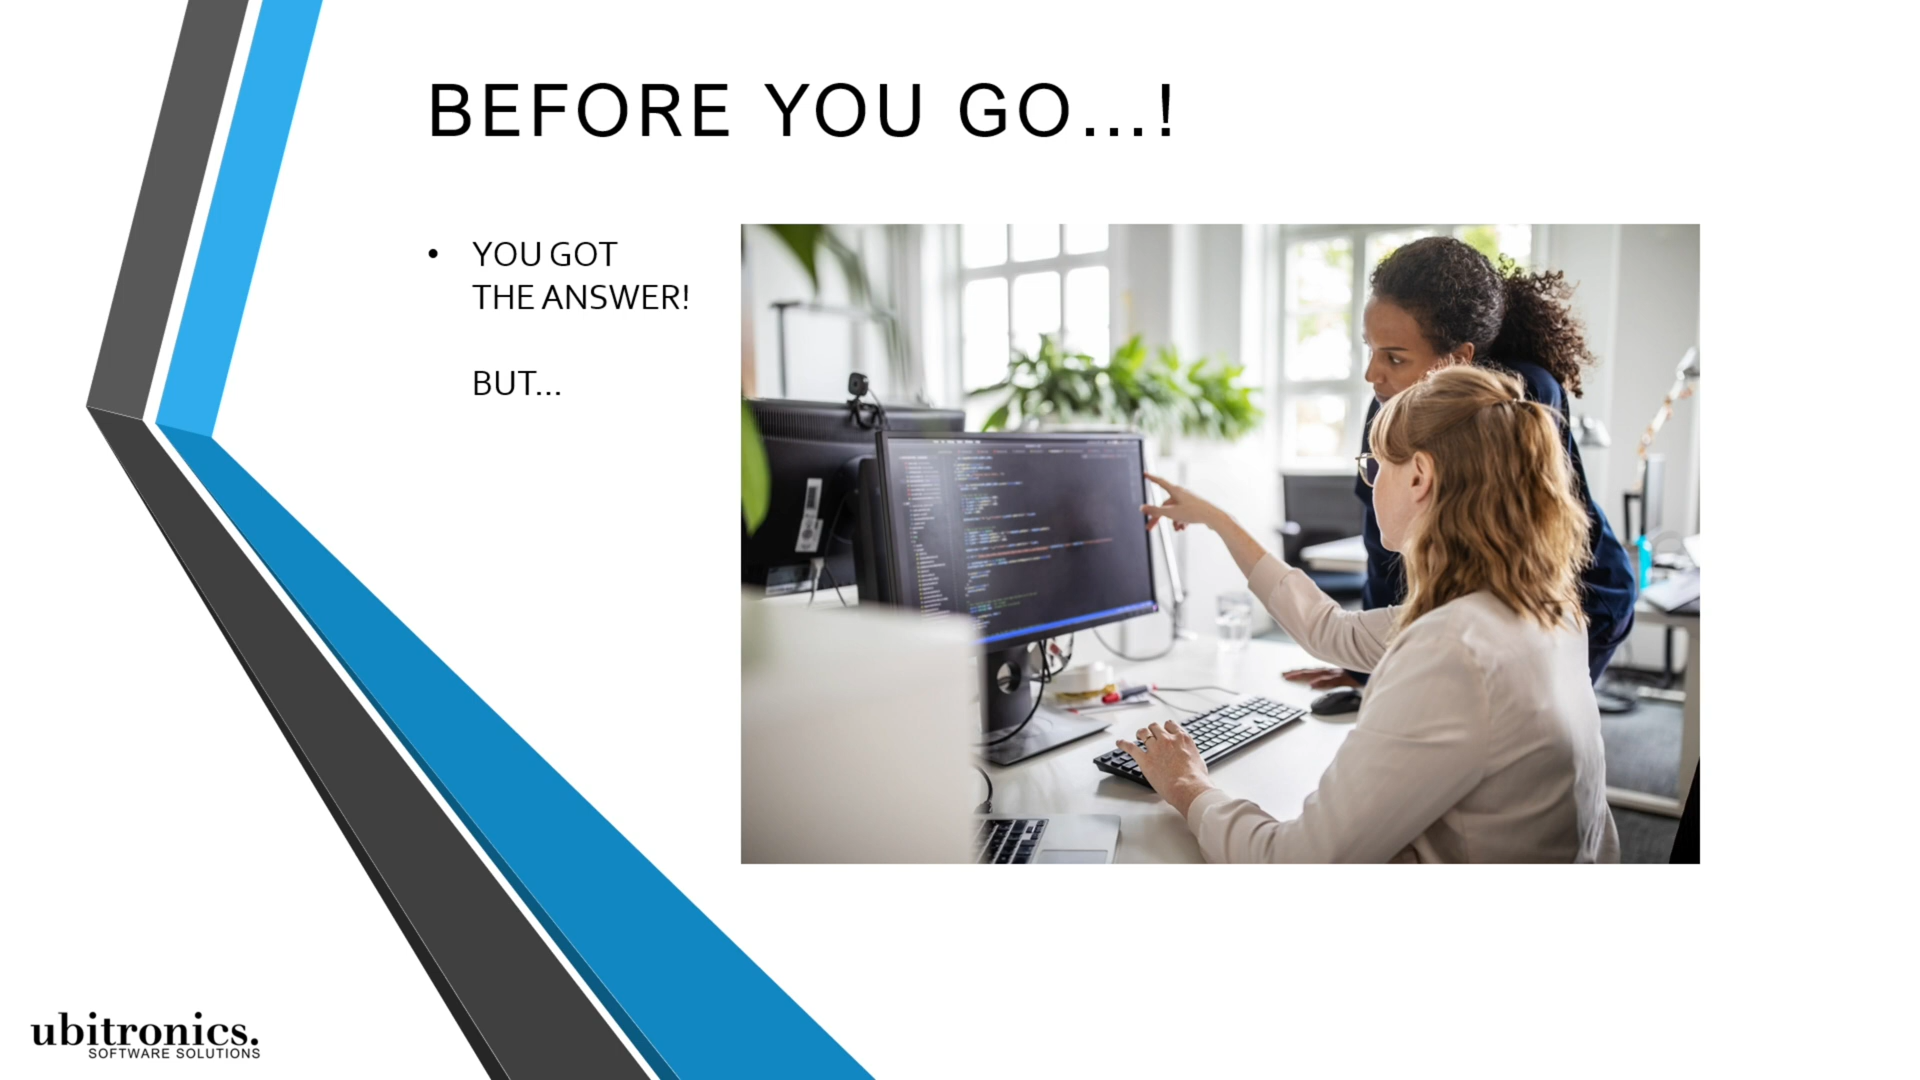 BEFORE YOU GO...!
• YOU GOT
THE ANSWER!
BUT...
ubitronics.
SOFTWARE SOLUTIONS